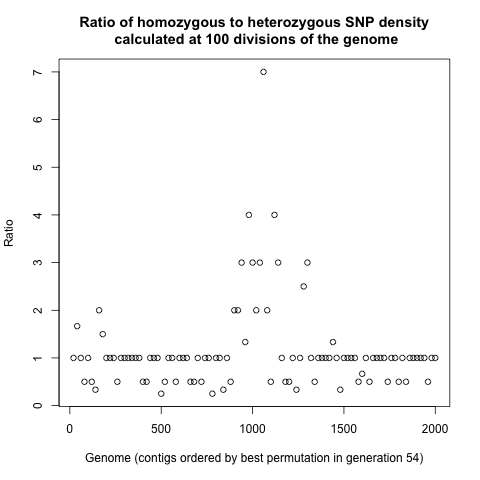 Ratio of homozygous to heterozygous SNP density
calculated at 100 divisions of the genome
7
6
5
4
3
2
1
0
Ratio
0 500 1000 1500 2000
Genome (contigs ordered by best permutation in generation 54)